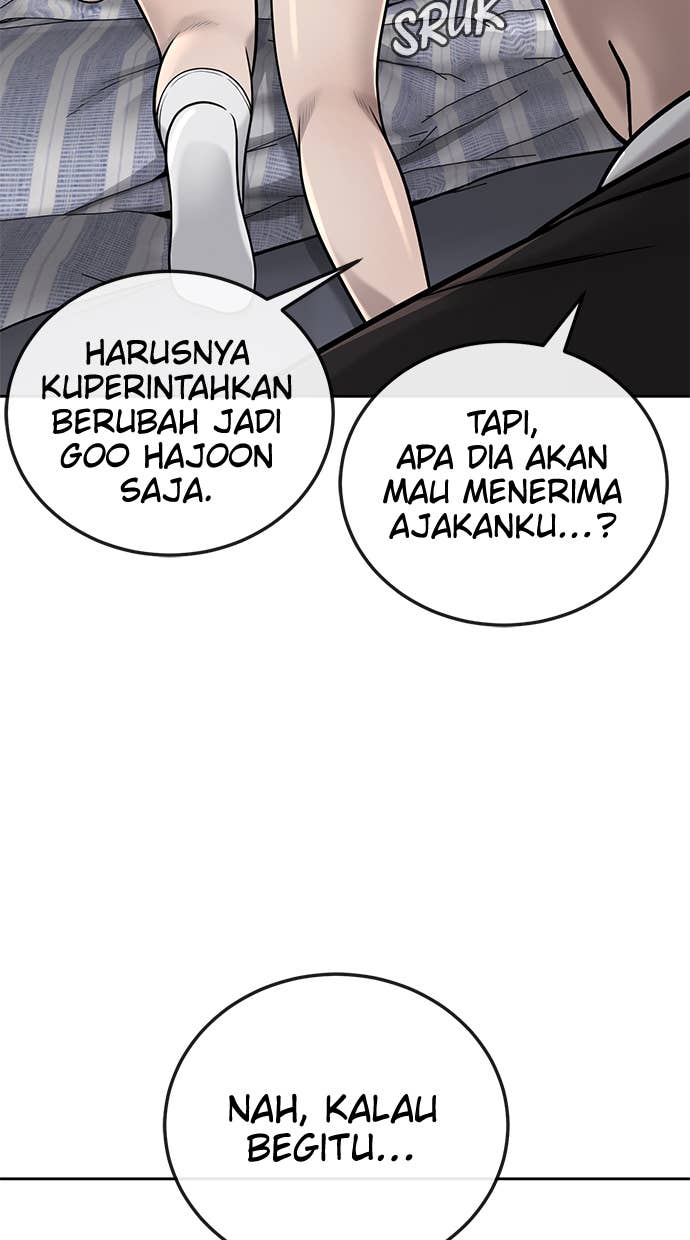 SRUK
HARUSNYA
KUPERINTAHKAN
BERUBAH JADI
GOO HAJOON
SAJA.
TAPI,
APA DIA AKAN
MAU MENERIMA
AJAKANKU...?
NAH, KALAU
BEGITU...